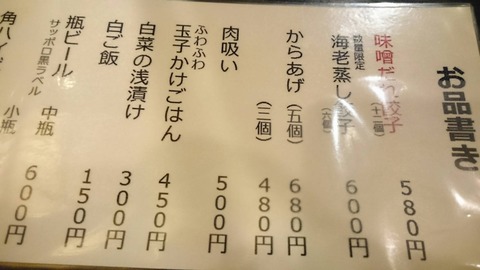 お品書き
味噌だれ餃子(十二個) 580円
数量限定
海老蒸し餃子(六個) 600円
からあげ(五個) 680円
(三個) 480円
肉吸い 500円
ふわふわ
玉子かけごはん 450円
白菜の浅漬け 300円
白ご飯 150円
瓶ビール 中瓶 600円
サッポロ黒ラベル
小瓶
角ハイ